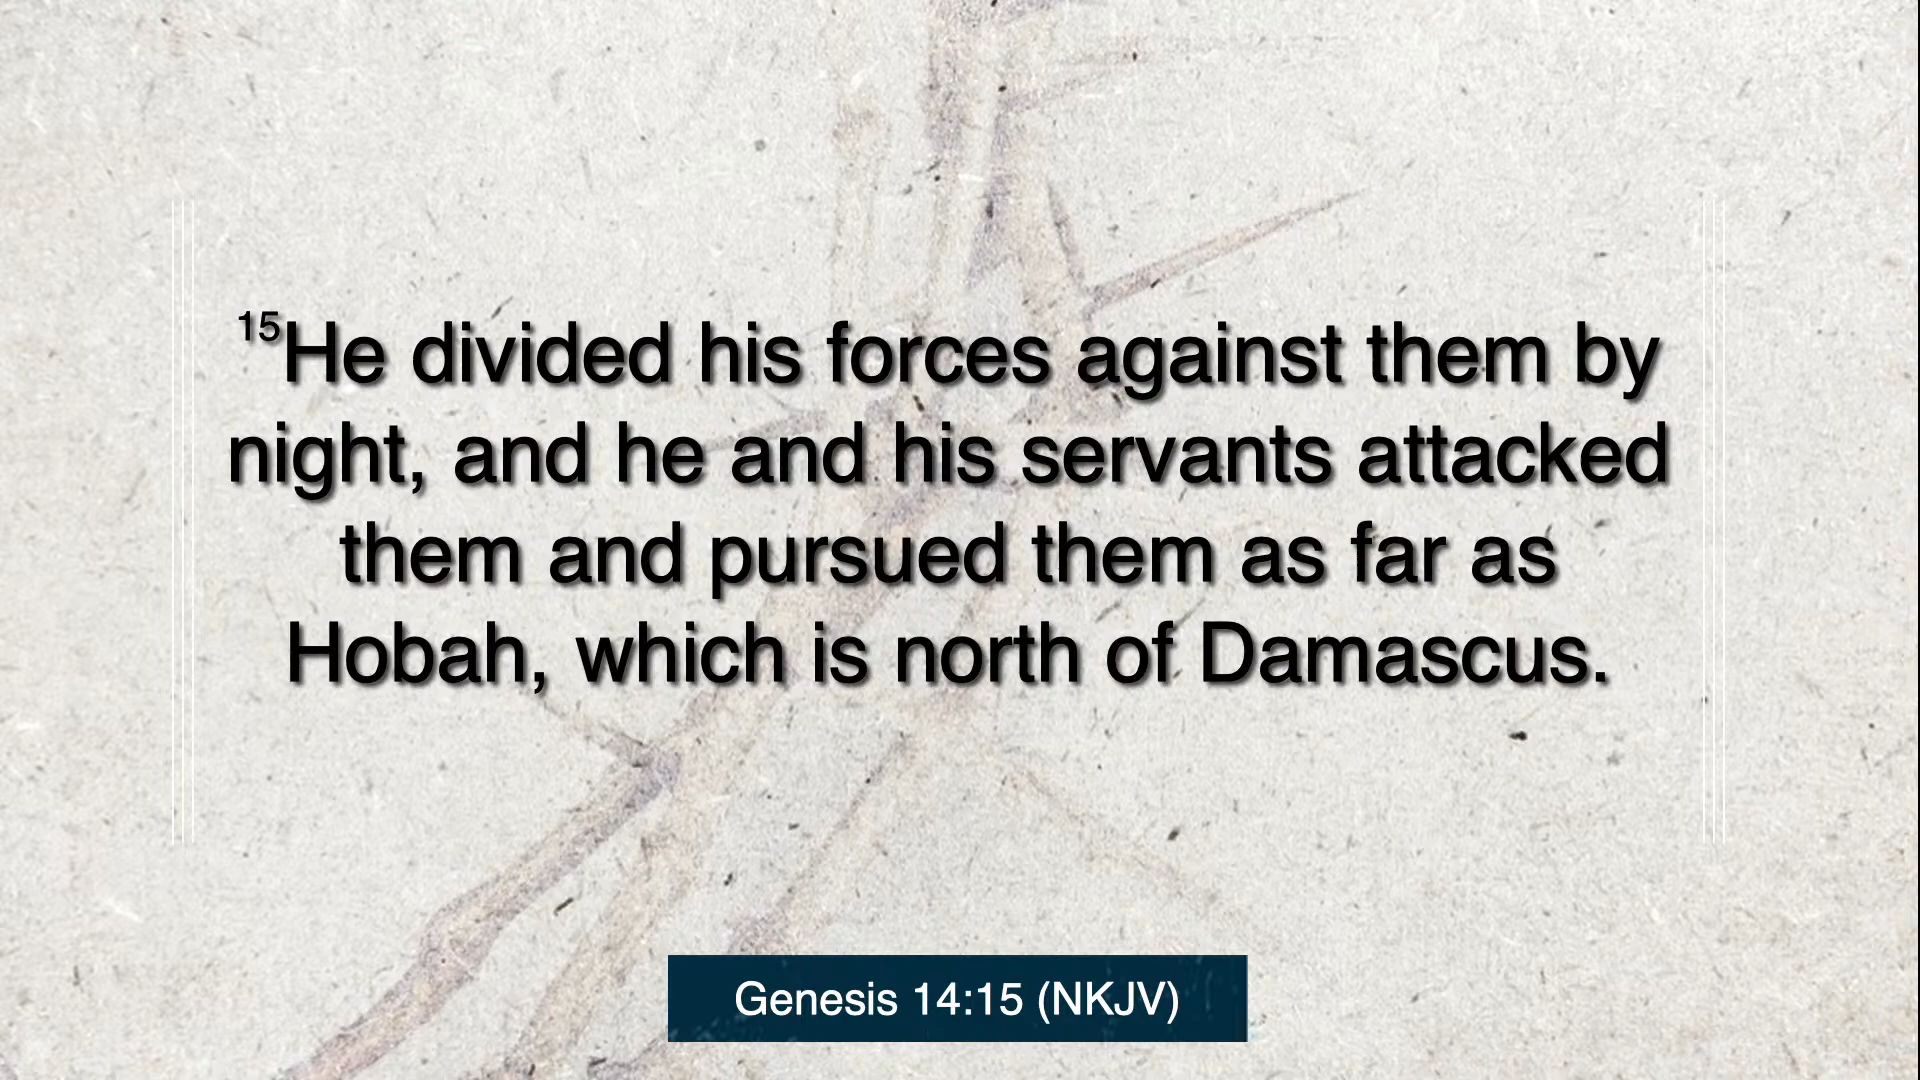 15He divided his forces against them by
night, and he and his servants attacked
them and pursued them as far as
Hobah, which is north of Damascus.
Genesis 14:15 (NKJV)